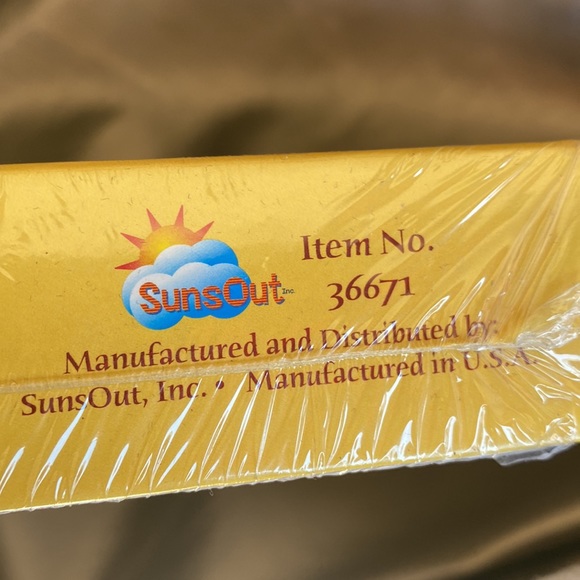 SunsOut Inc.
Item No.
36671
Manufactured and Distributed by:
SunsOut, Inc. • Manufactured in U.S.A.